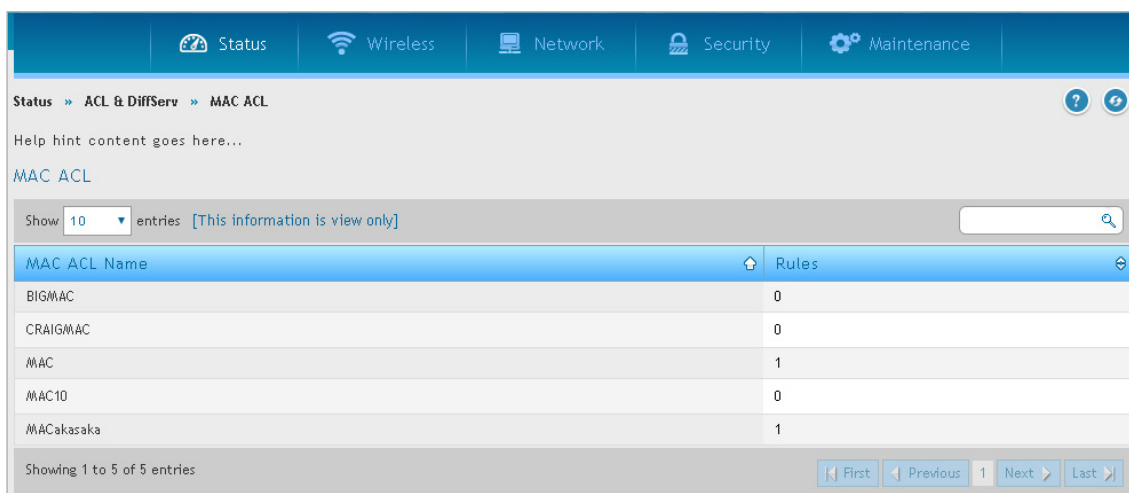 Status Wireless Network Security Maintenance
Status » ACL & DiffServ » MAC ACL
Help hint content goes here...
MAC ACL
Show 10 entries [This information is view only]
MAC ACL Name Rules
BIGMAC 0
CRAIGMAC 0
MAC 1
MAC10 0
MACakasaka 1
Showing 1 to 5 of 5 entries First Previous 1 Next Last